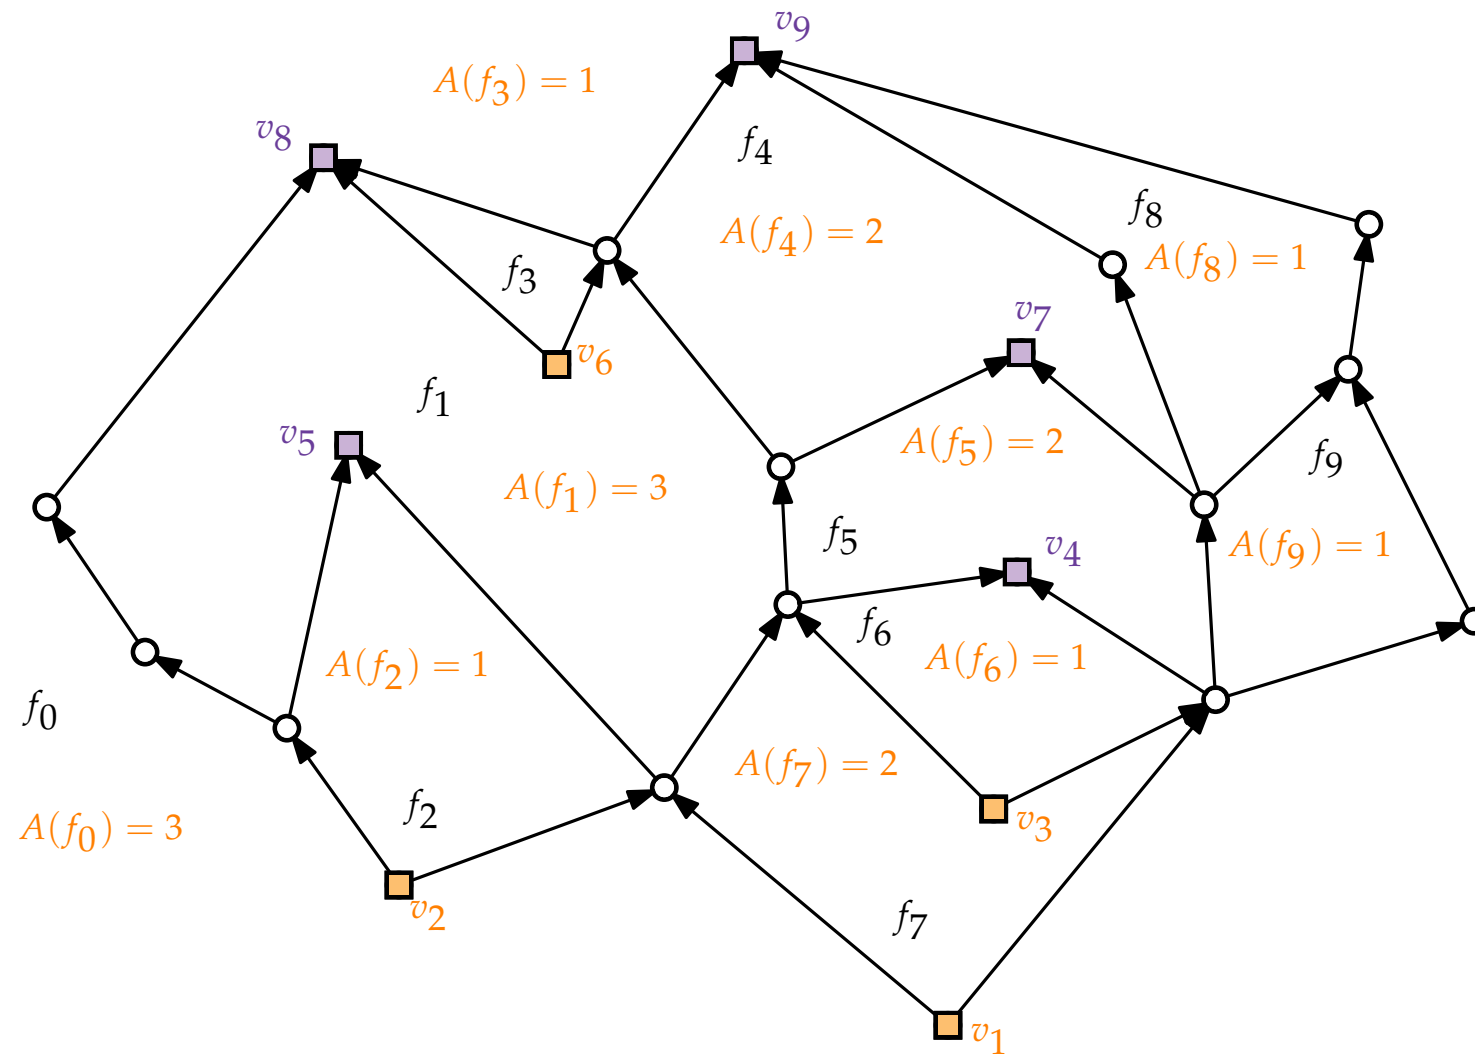 v9
A(f3) = 1
v8
f4
f8
A(f4) = 2
A(f8) = 1
f3
v7
v6
f1
v5
A(f5) = 2
f9
A(f1) = 3
f5
v4
A(f9) = 1
f6
A(f2) = 1
A(f6) = 1
f0
A(f7) = 2
f2
v3
A(f0) = 3
v2
f7
v1